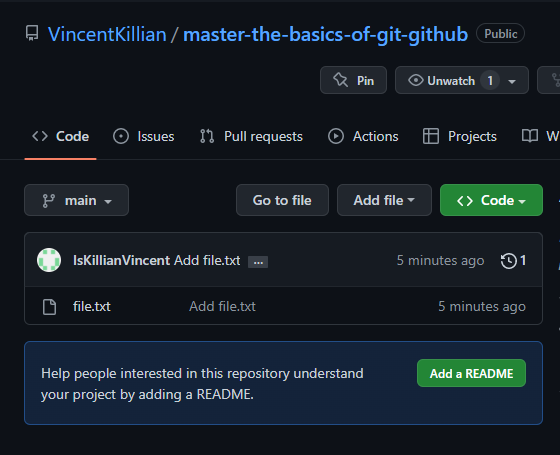 VincentKillian / master-the-basics-of-git-github Public
Pin Unwatch 1
Code Issues Pull requests Actions Projects W
main Go to file Add file Code
IsKillianVincent Add file.txt ... 5 minutes ago 1
file.txt Add file.txt 5 minutes ago
Help people interested in this repository understand
your project by adding a README.
Add a README